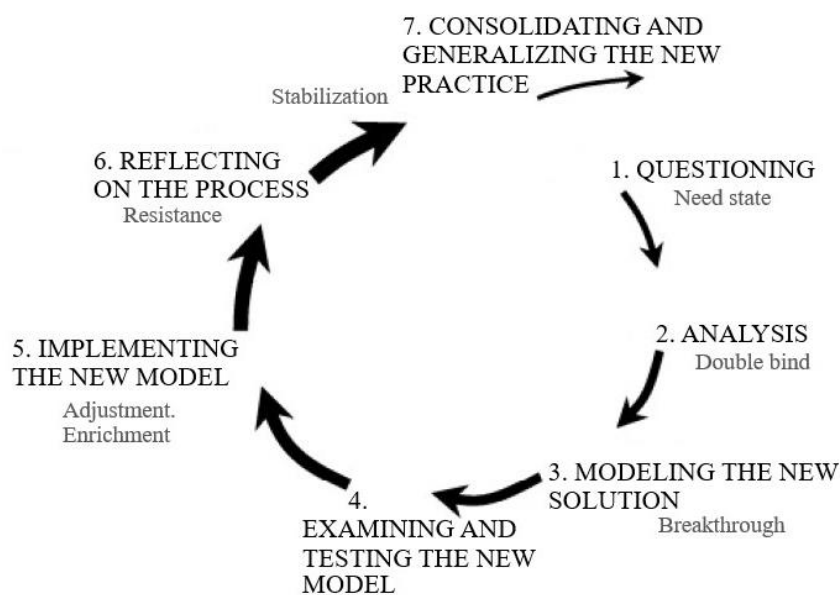 7. CONSOLIDATING AND
GENERALIZING THE NEW
PRACTICE
Stabilization
1. QUESTIONING
Need state
2. ANALYSIS
Double bind
3. MODELING THE NEW
SOLUTION
Breakthrough
4.
EXAMINING AND
TESTING THE NEW
MODEL
5. IMPLEMENTING
THE NEW MODEL
Adjustment.
Enrichment
6. REFLECTING
ON THE PROCESS
Resistance